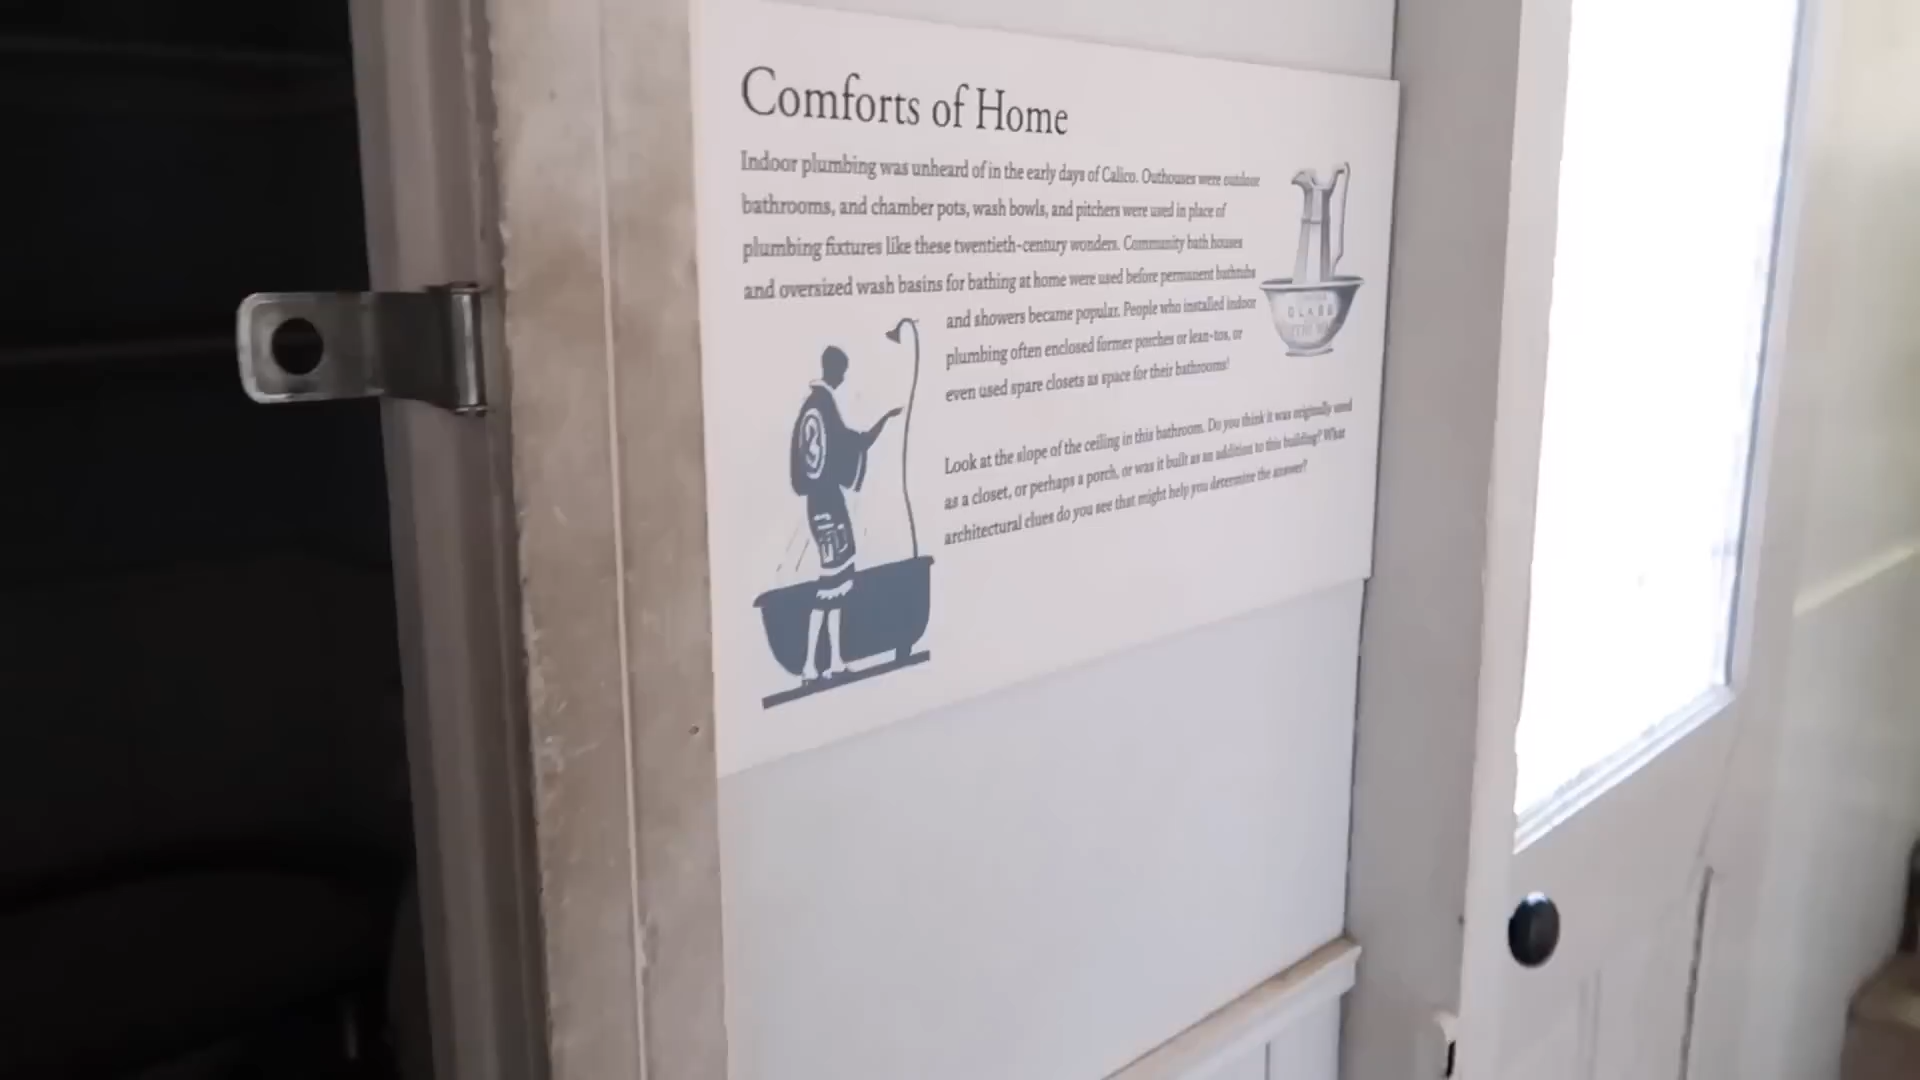 Comforts of Home
Indoor plumbing was unheard of in the early days of Calico. Outhouses were outdoor
bathrooms, and chamber pots, wash bowls, and pitchers were used in place of
plumbing fixtures like these twentieth-century wonders. Community bath houses
and oversized wash basins for bathing at home were used before permanent bathtubs
and showers became popular. People who installed indoor
plumbing often enclosed former porches or lean-tos, or
even used spare closets as space for their bathrooms!
Look at the slope of the ceiling in this bathroom. Do you think it was originally used
as a closet, or perhaps a porch, or was it built as an addition to this building? What
architectural clues do you see that might help you determine the answer?